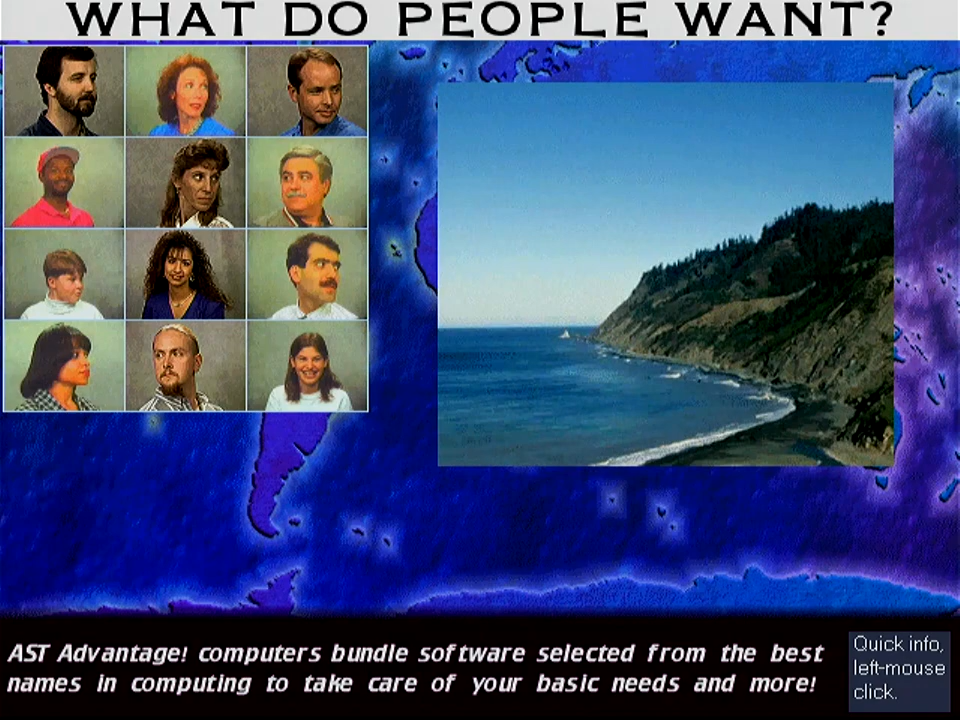 WHAT DO PEOPLE WANT?
AST Advantage! computers bundle software selected from the best
names in computing to take care of your basic needs and more!
Quick info,
left-mouse
click.